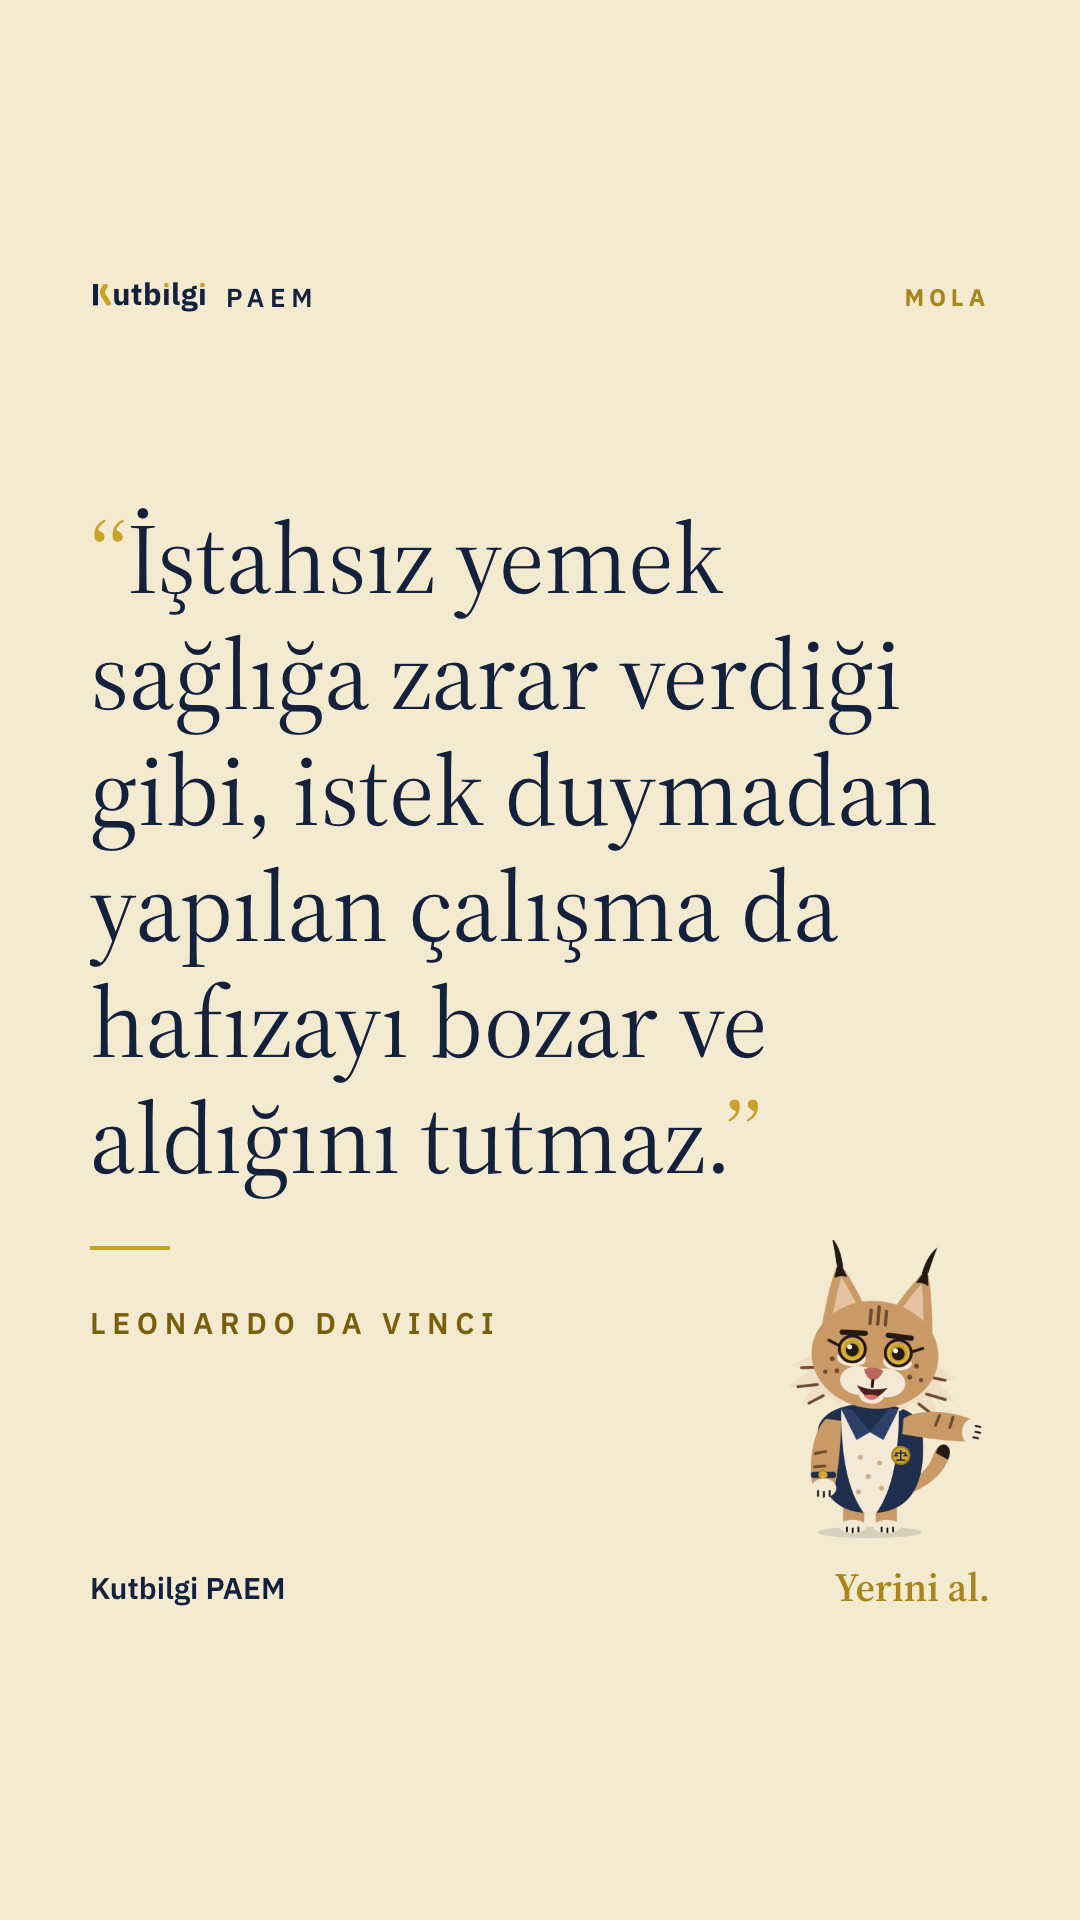 Kutbilgi PAEM
MOLA
“İştahsız yemek
sağlığa zarar verdiği
gibi, istek duymadan
yapılan çalışma da
hafızayı bozar ve
aldığını tutmaz.”
LEONARDO DA VINCI
Kutbilgi PAEM
Yerini al.